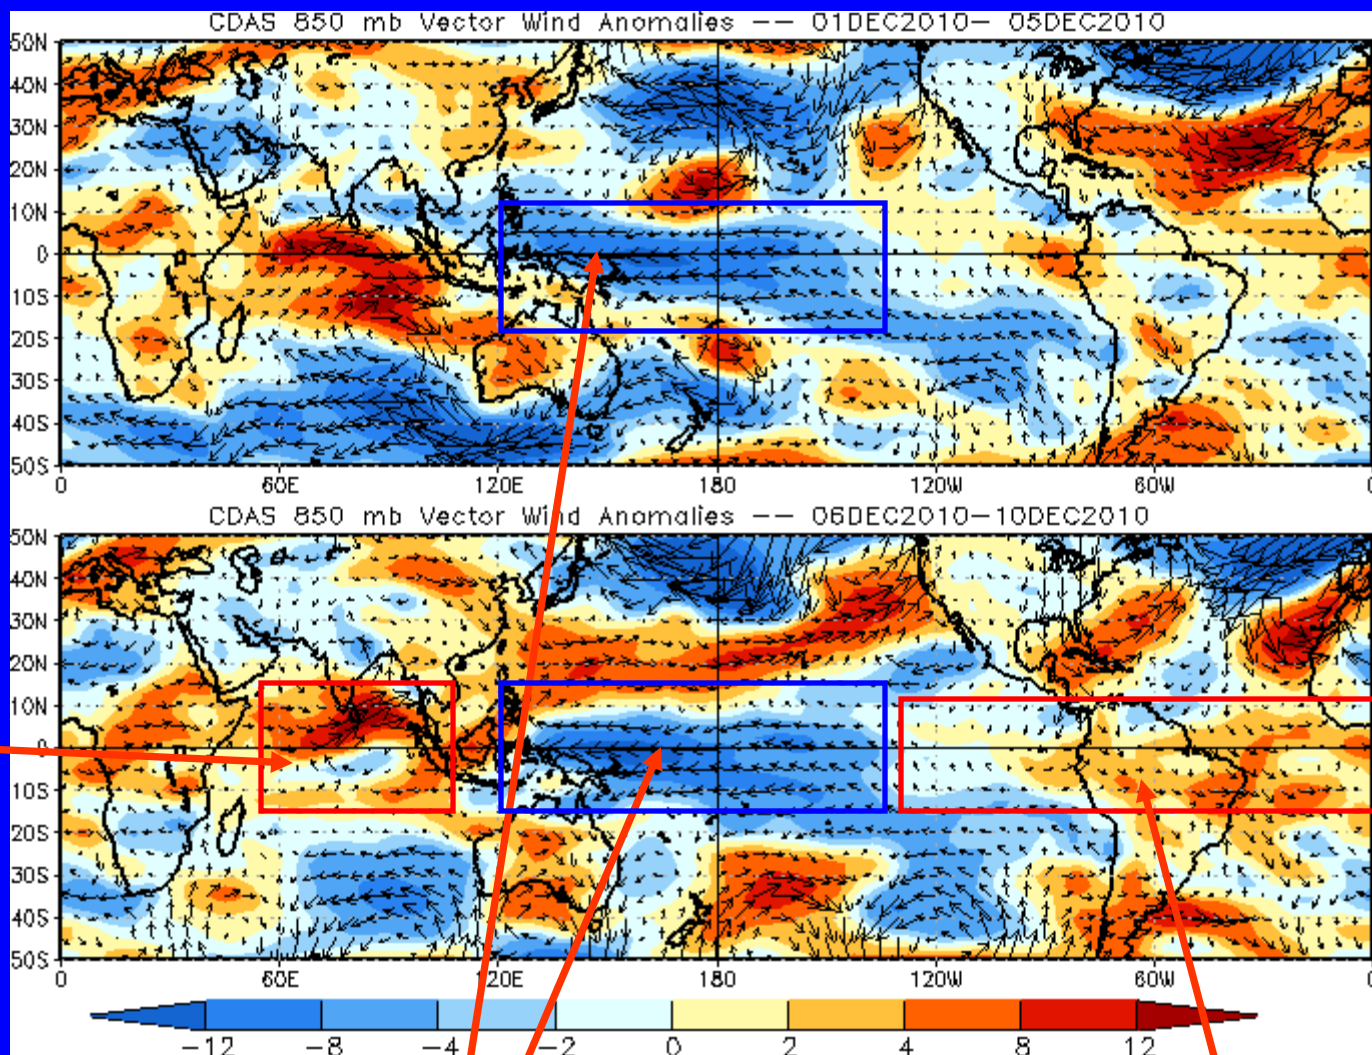 CDAS 850 mb Vector Wind Anomalies -- 01DEC2010- 05DEC2010
50N
40N
30N
20N
10N
0
10S
20S
30S
40S
50S
0 60E 120E 180 120W 60W 0
CDAS 850 mb Vector Wind Anomalies -- 06DEC2010-10DEC2010
50N
40N
30N
20N
10N
0
10S
20S
30S
40S
50S
0 60E 120E 180 120W 60W 0
-12 -8 -4 -2 0 2 4 8 12